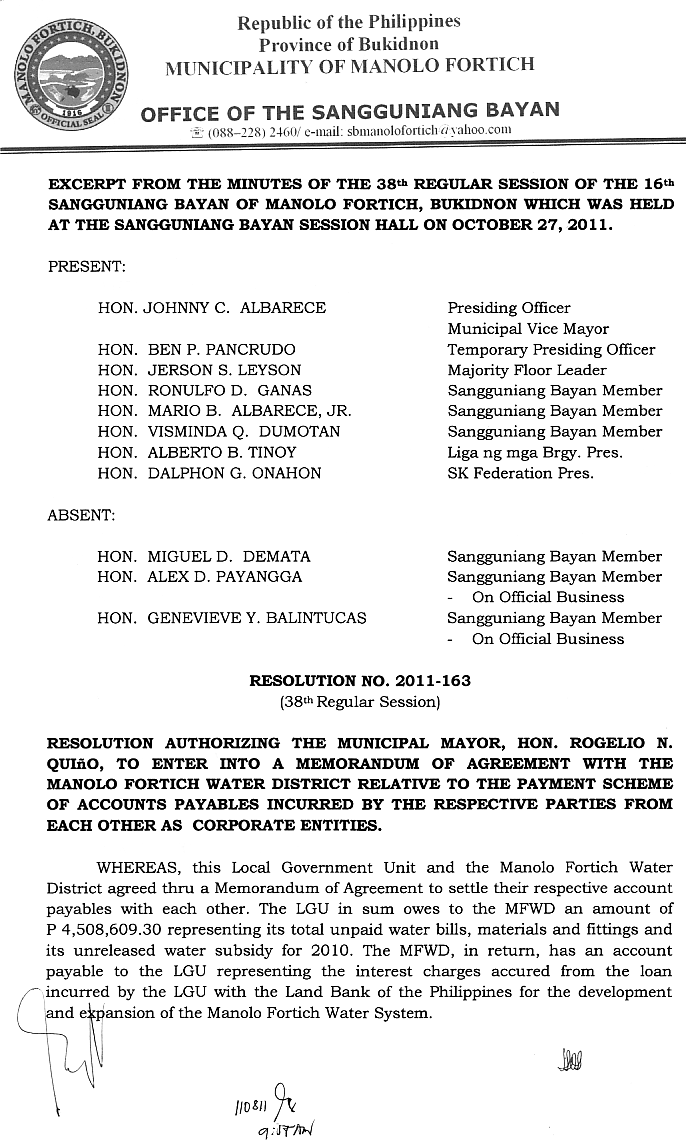 Republic of the Philippines
Province of Bukidnon
MUNICIPALITY OF MANOLO FORTICH
OFFICE OF THE SANGGUNIANG BAYAN
☏ (088–228) 2460/ e-mail: sbmanolofortich@yahoo.com
MANOLO FORTICH, BUKIDNON
1916
OFFICIAL SEAL
EXCERPT FROM THE MINUTES OF THE 38th REGULAR SESSION OF THE 16th
SANGGUNIANG BAYAN OF MANOLO FORTICH, BUKIDNON WHICH WAS HELD
AT THE SANGGUNIANG BAYAN SESSION HALL ON OCTOBER 27, 2011.
PRESENT:
HON. JOHNNY C. ALBARECE Presiding Officer
Municipal Vice Mayor
HON. BEN P. PANCRUDO Temporary Presiding Officer
HON. JERSON S. LEYSON Majority Floor Leader
HON. RONULFO D. GANAS Sangguniang Bayan Member
HON. MARIO B. ALBARECE, JR. Sangguniang Bayan Member
HON. VISMINDA Q. DUMOTAN Sangguniang Bayan Member
HON. ALBERTO B. TINOY Liga ng mga Brgy. Pres.
HON. DALPHON G. ONAHON SK Federation Pres.
ABSENT:
HON. MIGUEL D. DEMATA Sangguniang Bayan Member
HON. ALEX D. PAYANGGA Sangguniang Bayan Member
- On Official Business
HON. GENEVIEVE Y. BALINTUCAS Sangguniang Bayan Member
- On Official Business
RESOLUTION NO. 2011-163
(38th Regular Session)
RESOLUTION AUTHORIZING THE MUNICIPAL MAYOR, HON. ROGELIO N.
QUIñO, TO ENTER INTO A MEMORANDUM OF AGREEMENT WITH THE
MANOLO FORTICH WATER DISTRICT RELATIVE TO THE PAYMENT SCHEME
OF ACCOUNTS PAYABLES INCURRED BY THE RESPECTIVE PARTIES FROM
EACH OTHER AS CORPORATE ENTITIES.
WHEREAS, this Local Government Unit and the Manolo Fortich Water
District agreed thru a Memorandum of Agreement to settle their respective account
payables with each other. The LGU in sum owes to the MFWD an amount of
P 4,508,609.30 representing its total unpaid water bills, materials and fittings and
its unreleased water subsidy for 2010. The MFWD, in return, has an account
payable to the LGU representing the interest charges accured from the loan
incurred by the LGU with the Land Bank of the Philippines for the development
and expansion of the Manolo Fortich Water System.
110811